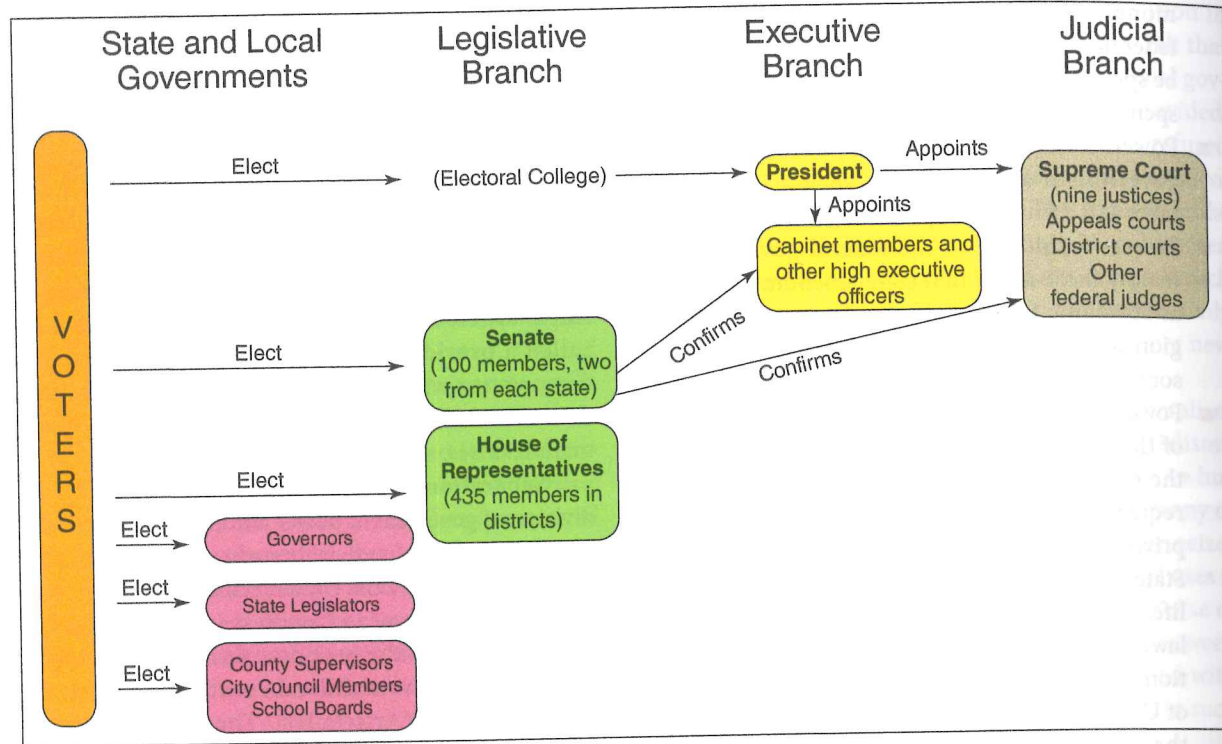 State and Local
Governments
Legislative
Branch
Executive
Branch
Judicial
Branch
VOTERS
Elect
(Electoral College)
President
Appoints
Appoints
Supreme Court
(nine justices)
Appeals courts
District courts
Other
federal judges
Cabinet members and
other high executive
officers
Elect
Senate
(100 members, two
from each state)
Confirms
Confirms
Elect
House of
Representatives
(435 members in
districts)
Elect
Governors
Elect
State Legislators
Elect
County Supervisors
City Council Members
School Boards